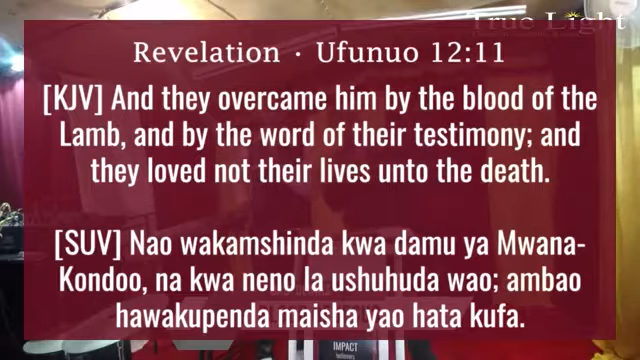 True Light
Revelation · Ufunuo 12:11
[KJV] And they overcame him by the blood of the
Lamb, and by the word of their testimony; and
they loved not their lives unto the death.
[SUV] Nao wakamshinda kwa damu ya Mwana-
Kondoo, na kwa neno la ushuhuda wao; ambao
hawakupenda maisha yao hata kufa.
IMPACT